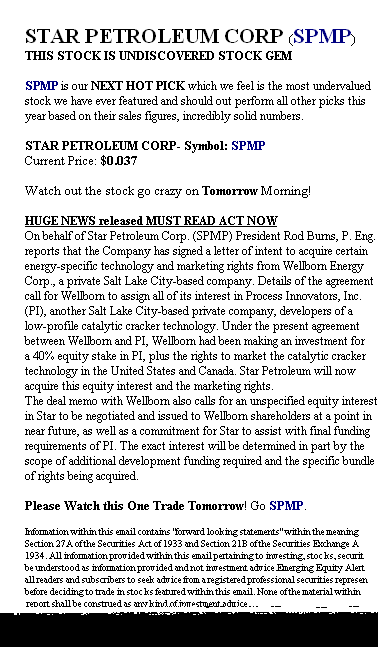 STAR PETROLEUM CORP (SPMP)
THIS STOCK IS UNDISCOVERED STOCK GEM
SPMP is our NEXT HOT PICK which we feel is the most undervalued
stock we have ever featured and should out perform all other picks this
year based on their sales figures, incredibly solid numbers.
STAR PETROLEUM CORP- Symbol: SPMP
Current Price: $0.037
Watch out the stock go crazy on Tomorrow Morning!
HUGE NEWS released MUST READ ACT NOW
On behalf of Star Petroleum Corp. (SPMP) President Rod Burns, P. Eng.
reports that the Company has signed a letter of intent to acquire certain
energy-specific technology and marketing rights from Wellborn Energy
Corp., a private Salt Lake City-based company. Details of the agreement
call for Wellborn to assign all of its interest in Process Innovators, Inc.
(PI), another Salt Lake City-based private company, developers of a
low-profile catalytic cracker technology. Under the present agreement
between Wellborn and PI, Wellborn had been making an investment for
a 40% equity stake in PI, plus the rights to market the catalytic cracker
technology in the United States and Canada. Star Petroleum will now
acquire this equity interest and the marketing rights.
The deal memo with Wellborn also calls for an unspecified equity interest
in Star to be negotiated and issued to Wellborn shareholders at a point in
near future, as well as a commitment for Star to assist with final funding
requirements of PI. The exact interest will be determined in part by the
scope of additional development funding required and the specific bundle
of rights being acquired.
Please Watch this One Trade Tomorrow! Go SPMP.
Information within this email contains "forward looking statements" within the meaning
Section 27A of the Securities Act of 1933 and Section 21B of the Securities Exchange A
1934. All information provided within this email pertaining to investing, stocks, securit
be understood as information provided and not investment advice. Emerging Equity Alert
all readers and subscribers to seek advice from a registered professional securities represen
before deciding to trade in stocks featured within this email. None of the material within
report shall be construed as any kind of investment advice...